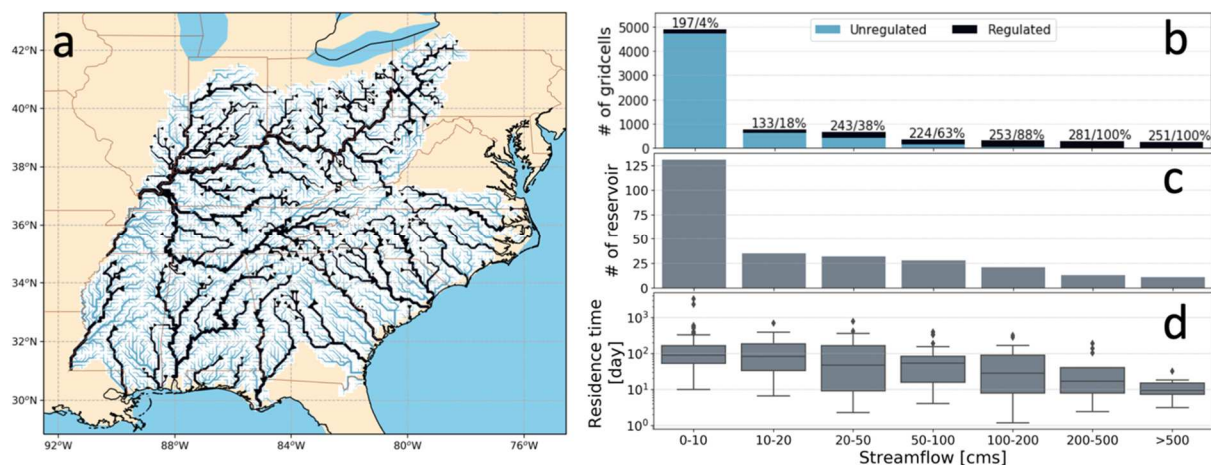 a
42°N
40°N
38°N
36°N
34°N
32°N
30°N
92°W 88°W 84°W 80°W 76°W
b
Unregulated Regulated
# of gridcells
5000
4000
3000
2000
1000
0
197/4% 133/18% 243/38% 224/63% 253/88% 281/100% 251/100%
c
# of reservoir
125
100
75
50
25
0
d
Residence time
[day]
10³
10²
10¹
10⁰
0-10 10-20 20-50 50-100 100-200 200-500 >500
Streamflow [cms]